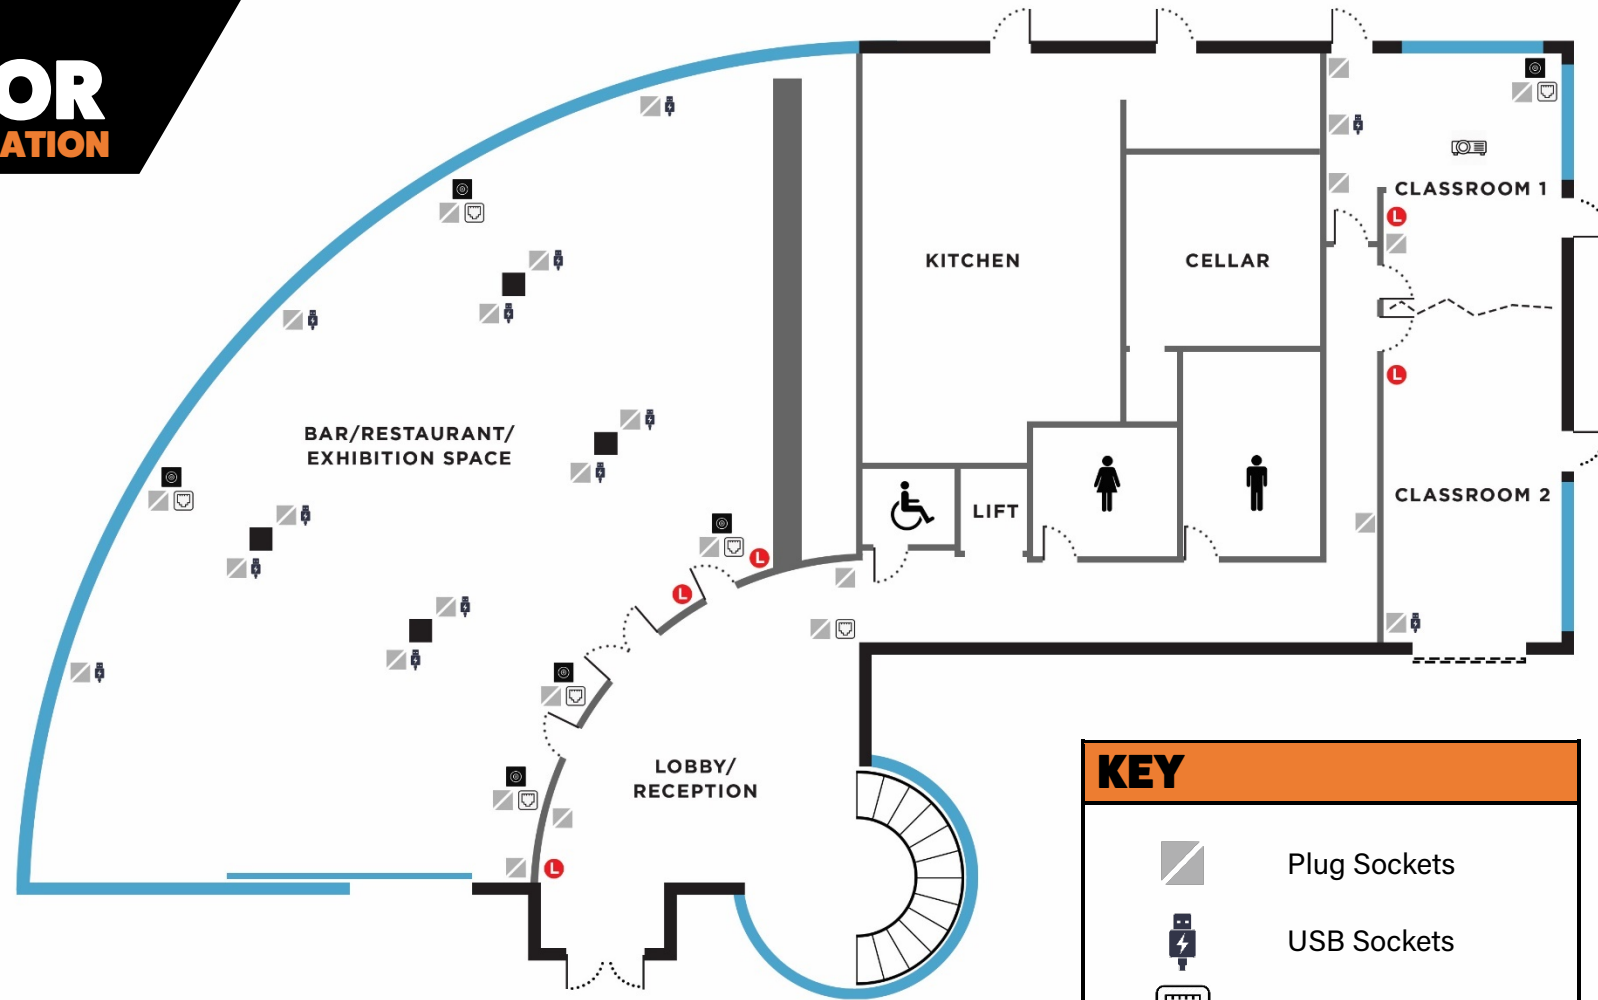 OR
ATION
CLASSROOM 1
L
KITCHEN
CELLAR
L
BAR/RESTAURANT/
EXHIBITION SPACE
CLASSROOM 2
LIFT
L
L
LOBBY/
RECEPTION
L
KEY
Plug Sockets
USB Sockets